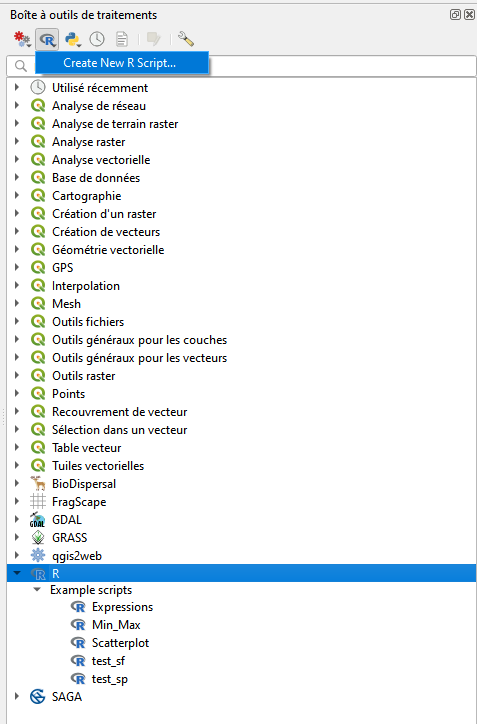 Boîte à outils de traitements
Create New R Script...
Utilisé récemment
Analyse de réseau
Analyse de terrain raster
Analyse raster
Analyse vectorielle
Base de données
Cartographie
Création d'un raster
Création de vecteurs
Géométrie vectorielle
GPS
Interpolation
Mesh
Outils fichiers
Outils généraux pour les couches
Outils généraux pour les vecteurs
Outils raster
Points
Recouvrement de vecteur
Sélection dans un vecteur
Table vecteur
Tuiles vectorielles
BioDispersal
FragScape
GDAL
GRASS
qgis2web
R
Example scripts
Expressions
Min_Max
Scatterplot
test_sf
test_sp
SAGA